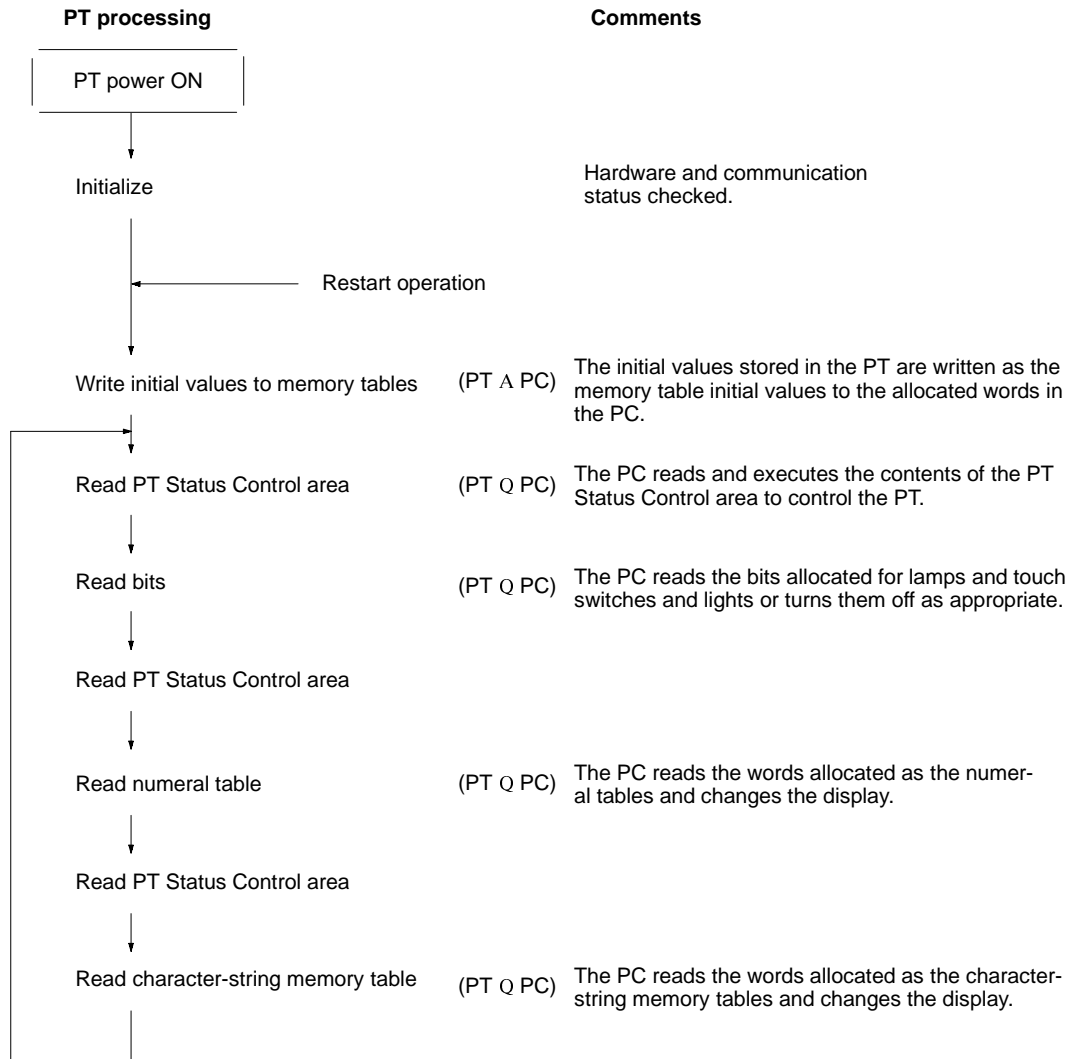 PT processing
Comments
PT power ON
Initialize
Hardware and communication
status checked.
Restart operation
Write initial values to memory tables
(PT A PC)
The initial values stored in the PT are written as the
memory table initial values to the allocated words in
the PC.
Read PT Status Control area
(PT Q PC)
The PC reads and executes the contents of the PT
Status Control area to control the PT.
Read bits
(PT Q PC)
The PC reads the bits allocated for lamps and touch
switches and lights or turns them off as appropriate.
Read PT Status Control area
Read numeral table
(PT Q PC)
The PC reads the words allocated as the numer-
al tables and changes the display.
Read PT Status Control area
Read character-string memory table
(PT Q PC)
The PC reads the words allocated as the character-
string memory tables and changes the display.